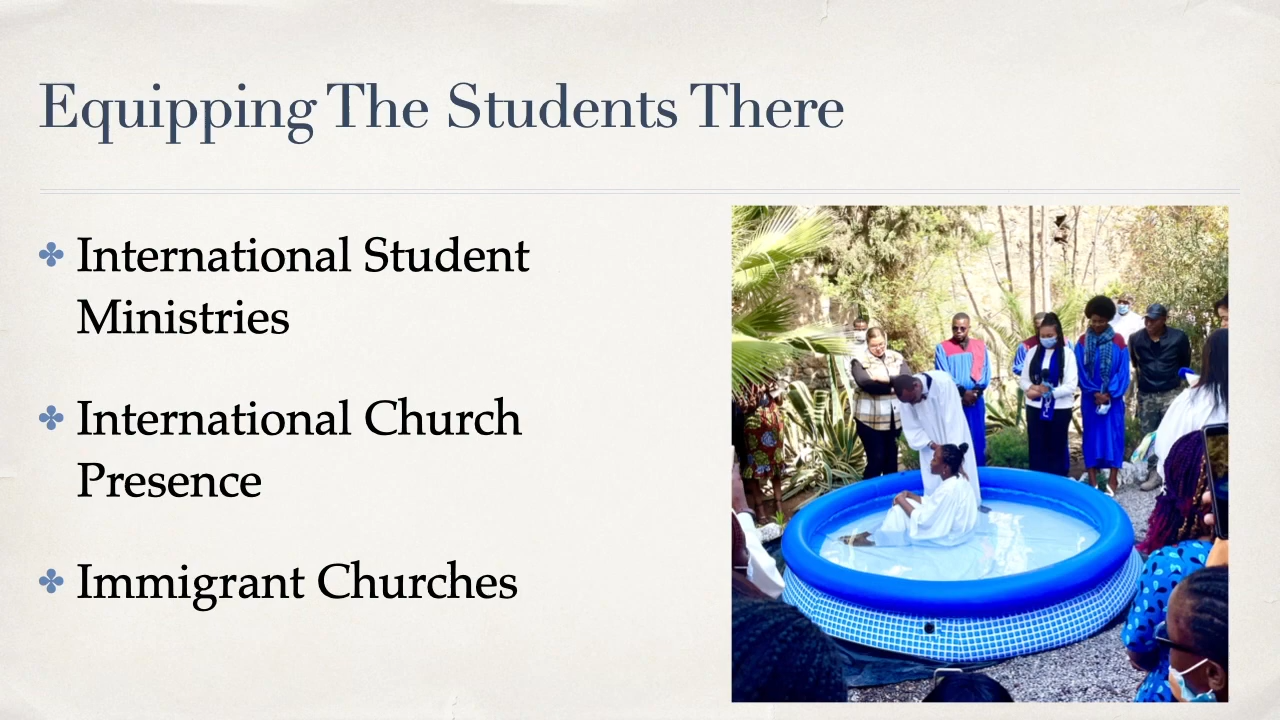 Equipping The Students There
International Student
Ministries
International Church
Presence
Immigrant Churches